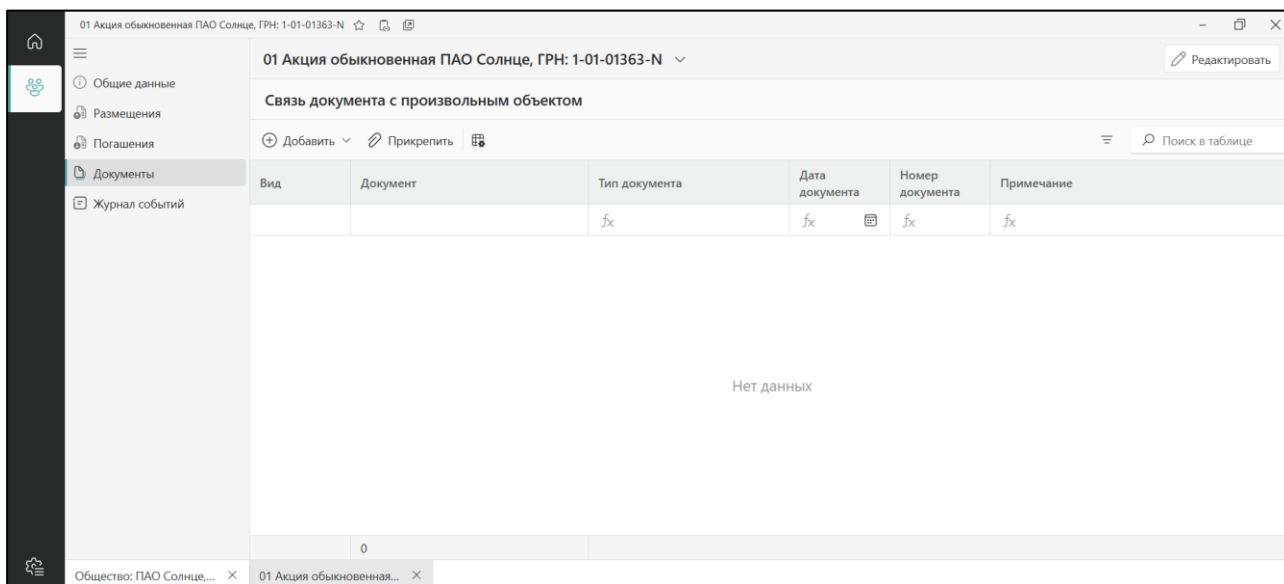 01 Акция обыкновенная ПАО Солнце, ГРН: 1-01-01363-N
01 Акция обыкновенная ПАО Солнце, ГРН: 1-01-01363-N
Редактировать
Общие данные
Размещения
Погашения
Документы
Журнал событий
Связь документа с произвольным объектом
Добавить
Прикрепить
Поиск в таблице
Вид
Документ
Тип документа
Дата
документа
Номер
документа
Примечание
fx
fx
fx
fx
Нет данных
0
Общество: ПАО Солнце,...
01 Акция обыкновенная...